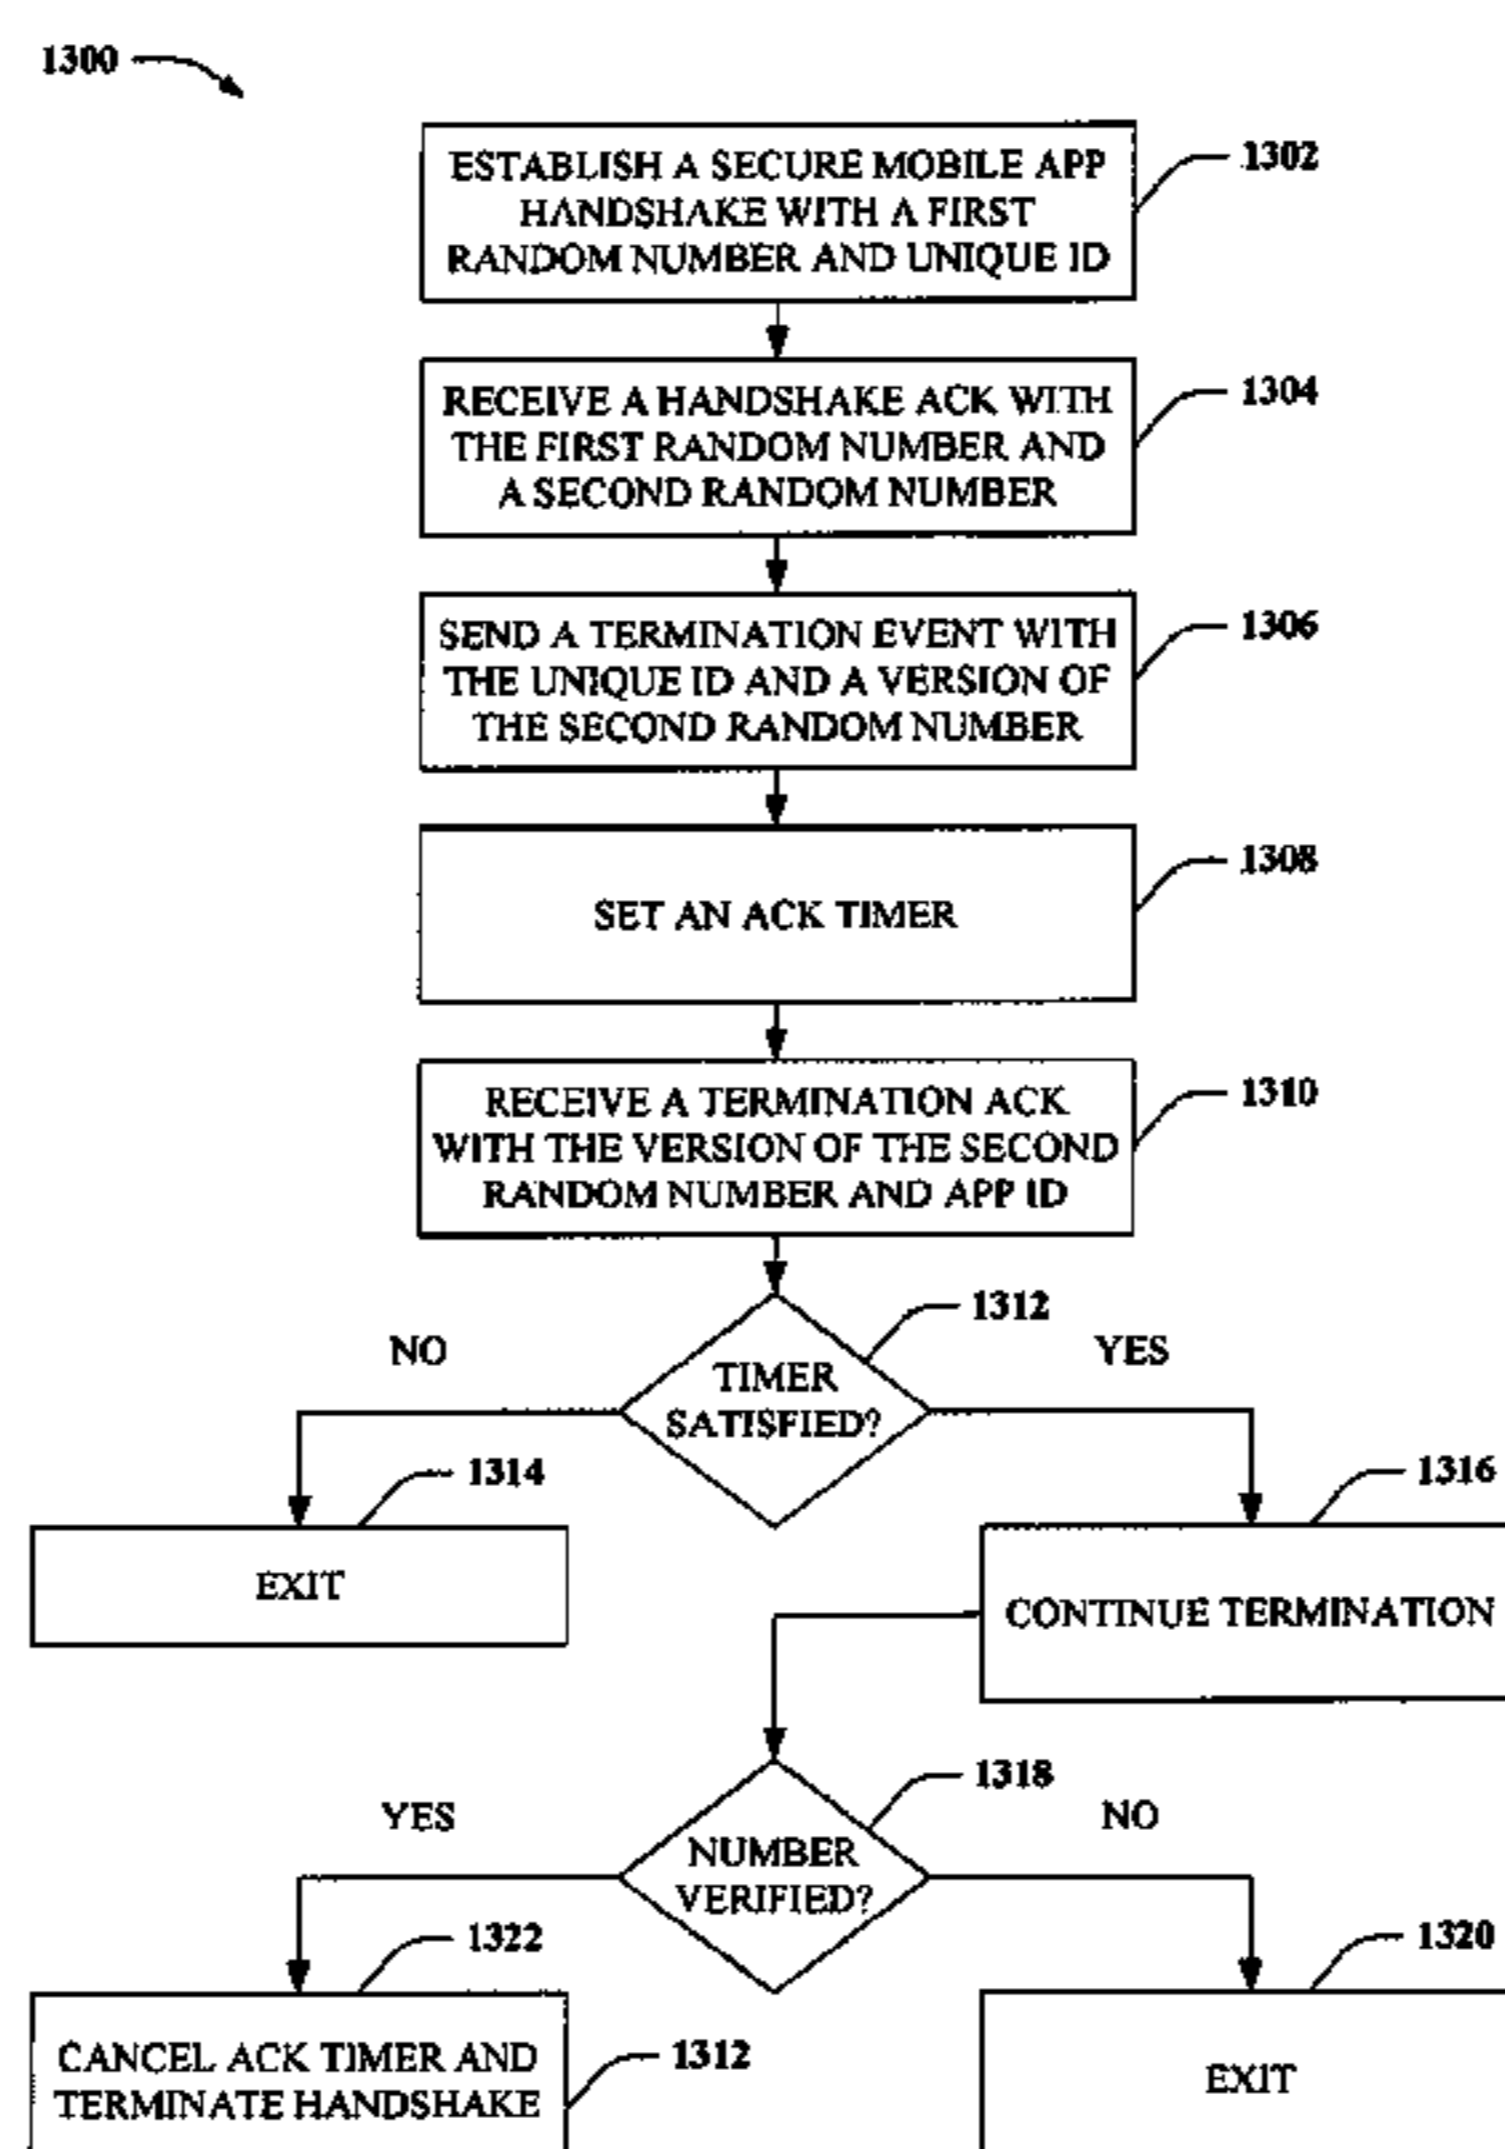 1300
ESTABLISH A SECURE MOBILE APP
HANDSHAKE WITH A FIRST
RANDOM NUMBER AND UNIQUE ID
1302
RECEIVE A HANDSHAKE ACK WITH
THE FIRST RANDOM NUMBER AND
A SECOND RANDOM NUMBER
1304
SEND A TERMINATION EVENT WITH
THE UNIQUE ID AND A VERSION OF
THE SECOND RANDOM NUMBER
1306
SET AN ACK TIMER
1308
RECEIVE A TERMINATION ACK
WITH THE VERSION OF THE SECOND
RANDOM NUMBER AND APP ID
1310
1312
NO
YES
TIMER
SATISFIED?
1314
1316
EXIT
CONTINUE TERMINATION
1318
YES
NO
NUMBER
VERIFIED?
1322
1320
CANCEL ACK TIMER AND
TERMINATE HANDSHAKE
1312
EXIT